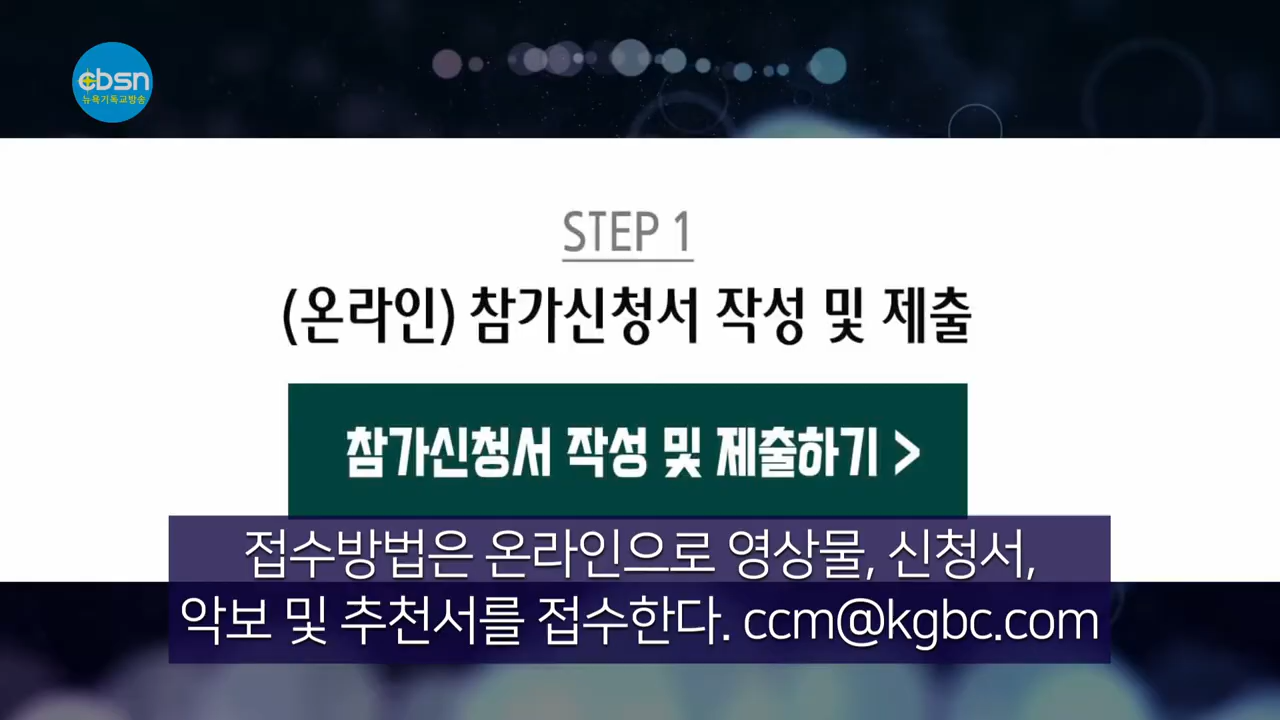 cbsn
뉴욕기독교방송
STEP 1
(온라인) 참가신청서 작성 및 제출
참가신청서 작성 및 제출하기 >
접수방법은 온라인으로 영상물, 신청서,
악보 및 추천서를 접수한다. ccm@kgbc.com